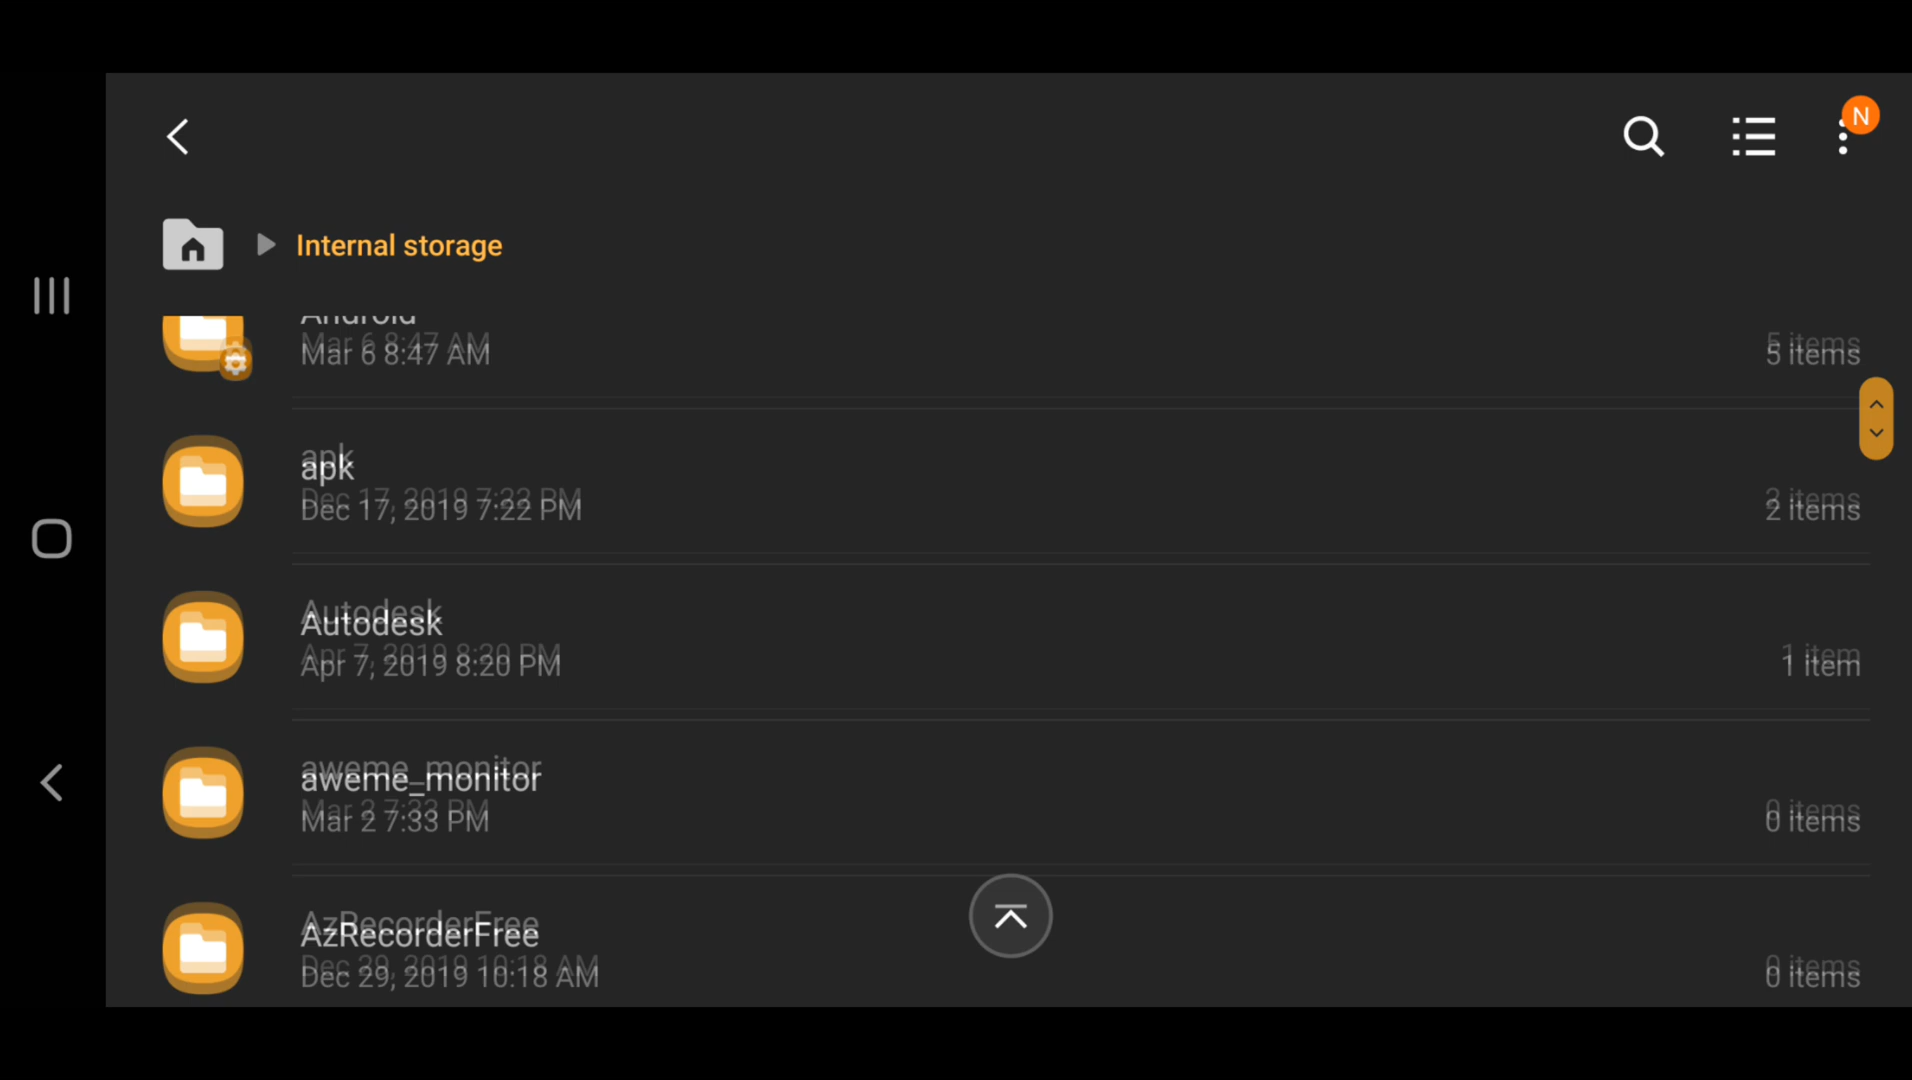 N
Internal storage
Android
Mar 6 8:47 AM
5 items
apk
Dec 17, 2019 7:22 PM
2 items
Autodesk
Apr 7, 2019 8:20 PM
1 item
aweme_monitor
Mar 2 7:33 PM
0 items
AzRecorderFree
Dec 29, 2019 10:18 AM
0 items